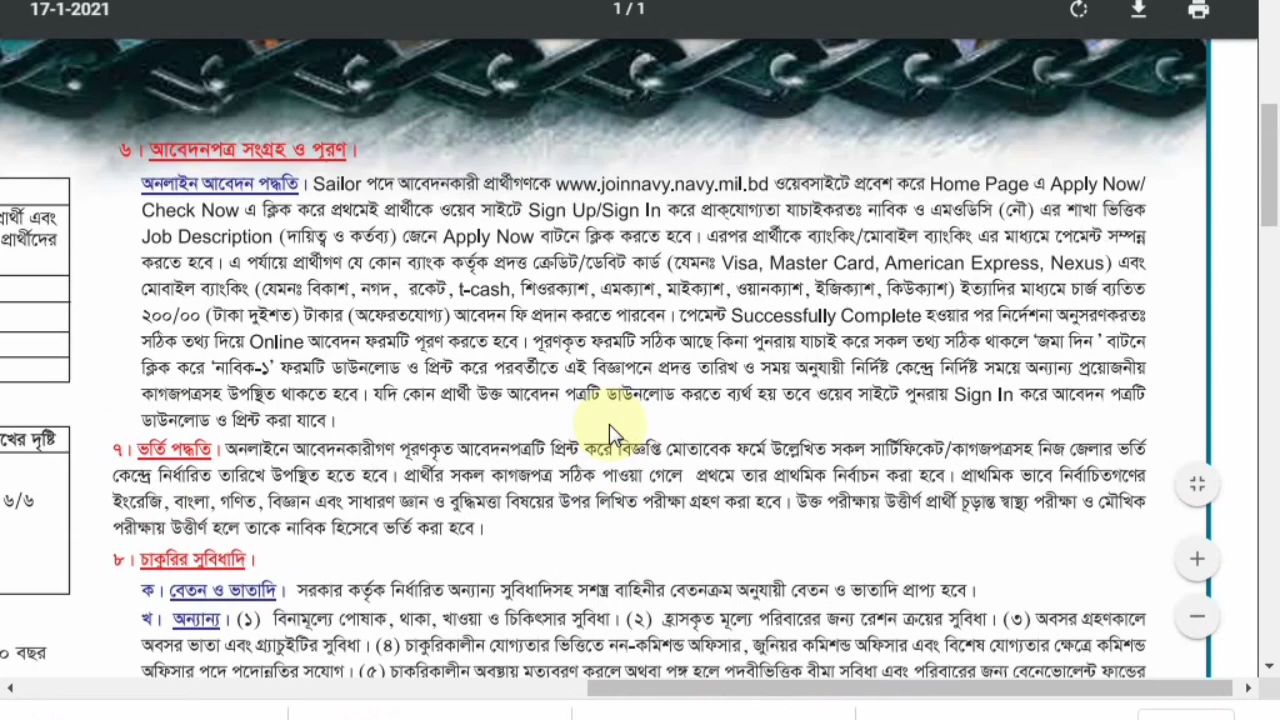 17-1-2021
1 / 1
৬। আবেদনপত্র সংগ্রহ ও পূরণ।
অনলাইন আবেদন পদ্ধতি। Sailor পদে আবেদনকারী প্রার্থীগণকে www.joinnavy.navy.mil.bd ওয়েবসাইটে প্রবেশ করে Home Page এ Apply Now/
Check Now এ ক্লিক করে প্রথমেই প্রার্থীকে ওয়েব সাইটে Sign Up/Sign In করে প্রাক্‌যোগ্যতা যাচাইকরতঃ নাবিক ও এমওডিসি (নৌ) এর শাখা ভিত্তিক
Job Description (দায়িত্ব ও কর্তব্য) জেনে Apply Now বাটনে ক্লিক করতে হবে। এরপর প্রার্থীকে ব্যাংকিং/মোবাইল ব্যাংকিং এর মাধ্যমে পেমেন্ট সম্পন্ন
করতে হবে। এ পর্যায়ে প্রার্থীগণ যে কোন ব্যাংক কর্তৃক প্রদত্ত ক্রেডিট/ডেবিট কার্ড (যেমনঃ Visa, Master Card, American Express, Nexus) এবং
মোবাইল ব্যাংকিং (যেমনঃ বিকাশ, নগদ, রকেট, t-cash, শিওরক্যাশ, এমক্যাশ, মাইক্যাশ, ওয়ানক্যাশ, ইজিক্যাশ, কিউক্যাশ) ইত্যাদির মাধ্যমে চার্জ ব্যতিত
২০০/০০ (টাকা দুইশত) টাকার (অফেরতযোগ্য) আবেদন ফি প্রদান করতে পারবেন। পেমেন্ট Successfully Complete হওয়ার পর নির্দেশনা অনুসরণকরতঃ
সঠিক তথ্য দিয়ে Online আবেদন ফরমটি পূরণ করতে হবে। পূরণকৃত ফরমটি সঠিক আছে কিনা পুনরায় যাচাই করে সকল তথ্য সঠিক থাকলে 'জমা দিন ' বাটনে
ক্লিক করে 'নাবিক-১' ফরমটি ডাউনলোড ও প্রিন্ট করে পরবর্তীতে এই বিজ্ঞাপনে প্রদত্ত তারিখ ও সময় অনুযায়ী নির্দিষ্ট কেন্দ্রে নির্দিষ্ট সময়ে অন্যান্য প্রয়োজনীয়
কাগজপত্রসহ উপস্থিত থাকতে হবে। যদি কোন প্রার্থী উক্ত আবেদন পত্রটি ডাউনলোড করতে ব্যর্থ হয় তবে ওয়েব সাইটে পুনরায় Sign In করে আবেদন পত্রটি
ডাউনলোড ও প্রিন্ট করা যাবে।
৭। ভর্তি পদ্ধতি। অনলাইনে আবেদনকারীগণ পূরণকৃত আবেদনপত্রটি প্রিন্ট করে বিজ্ঞপ্তি মোতাবেক ফর্মে উল্লেখিত সকল সার্টিফিকেট/কাগজপত্রসহ নিজ জেলার ভর্তি
কেন্দ্রে নির্ধারিত তারিখে উপস্থিত হতে হবে। প্রার্থীর সকল কাগজপত্র সঠিক পাওয়া গেলে প্রথমে তার প্রাথমিক নির্বাচন করা হবে। প্রাথমিক ভাবে নির্বাচিতগণের
ইংরেজি, বাংলা, গণিত, বিজ্ঞান এবং সাধারণ জ্ঞান ও বুদ্ধিমত্তা বিষয়ের উপর লিখিত পরীক্ষা গ্রহণ করা হবে। উক্ত পরীক্ষায় উত্তীর্ণ প্রার্থী চূড়ান্ত স্বাস্থ্য পরীক্ষা ও মৌখিক
পরীক্ষায় উত্তীর্ণ হলে তাকে নাবিক হিসেবে ভর্তি করা হবে।
৮। চাকুরির সুবিধাদি।
ক। বেতন ও ভাতাদি। সরকার কর্তৃক নির্ধারিত অন্যান্য সুবিধাদিসহ সশস্ত্র বাহিনীর বেতনক্রম অনুযায়ী বেতন ও ভাতাদি প্রাপ্য হবে।
খ। অন্যান্য। (১) বিনামূল্যে পোষাক, থাকা, খাওয়া ও চিকিৎসার সুবিধা। (২) হ্রাসকৃত মূল্যে পরিবারের জন্য রেশন ক্রয়ের সুবিধা। (৩) অবসর গ্রহণকালে
অবসর ভাতা এবং গ্র্যাচুইটির সুবিধা। (৪) চাকুরিকালীন যোগ্যতার ভিত্তিতে নন-কমিশন্ড অফিসার, জুনিয়র কমিশন্ড অফিসার এবং বিশেষ যোগ্যতার ক্ষেত্রে কমিশন্ড
অফিসার পদে পদোন্নতির সযোগ। (৫) চাকুরিকালীন অবস্থায় মত্যবরণ করলে অথবা পঙ্গ হলে পদবীভিত্তিক বীমা সবিধা এবং পরিবারের জন্য বেনেভোলেন্ট ফান্ডের
প্রার্থী এবং
প্রার্থীদের
খের দৃষ্টি
৬/৬
০ বছর